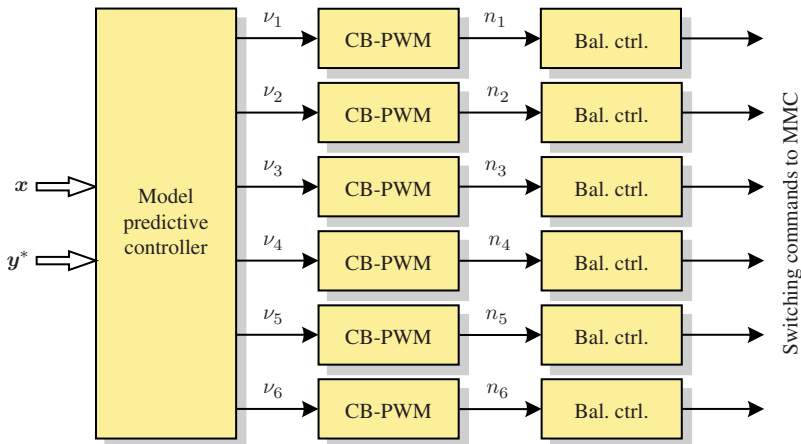 x
y*
Model
predictive
controller
ν1 CB-PWM n1 Bal. ctrl.
ν2 CB-PWM n2 Bal. ctrl.
ν3 CB-PWM n3 Bal. ctrl.
ν4 CB-PWM n4 Bal. ctrl.
ν5 CB-PWM n5 Bal. ctrl.
ν6 CB-PWM n6 Bal. ctrl.
Switching commands to MMC